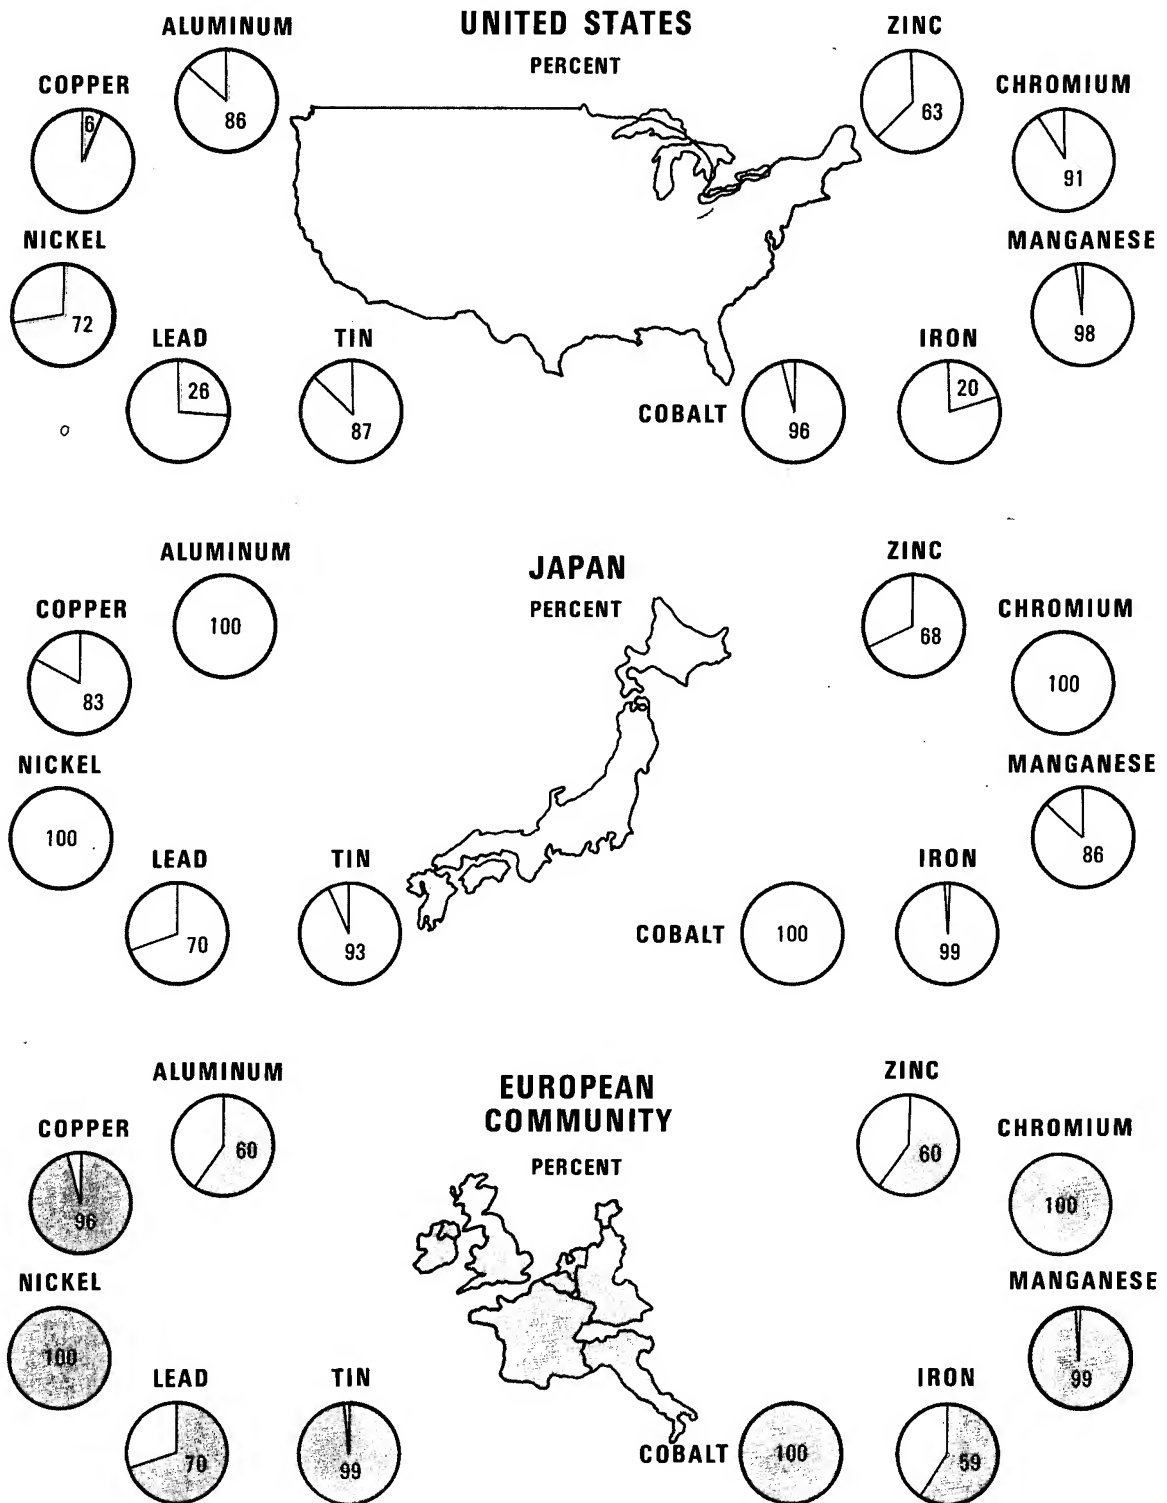 UNITED STATES
PERCENT
ALUMINUM
86
ZINC
63
COPPER
6
CHROMIUM
91
NICKEL
72
MANGANESE
98
LEAD
26
TIN
87
COBALT
96
IRON
20
JAPAN
PERCENT
ALUMINUM
100
ZINC
68
COPPER
83
CHROMIUM
100
NICKEL
100
MANGANESE
86
LEAD
70
TIN
93
COBALT
100
IRON
99
EUROPEAN
COMMUNITY
PERCENT
ALUMINUM
60
ZINC
60
COPPER
96
CHROMIUM
100
NICKEL
100
MANGANESE
99
LEAD
70
TIN
99
COBALT
100
IRON
59